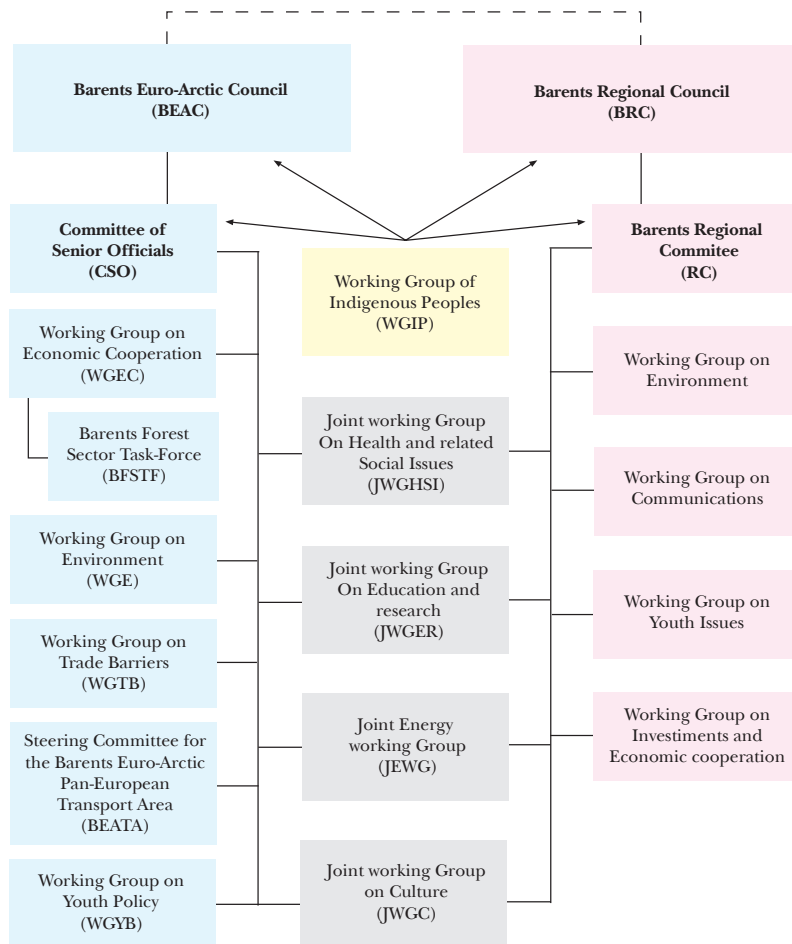 Barents Euro-Arctic Council
(BEAC)
Barents Regional Council
(BRC)
Committee of
Senior Officials
(CSO)
Barents Regional
Commitee
(RC)
Working Group of
Indigenous Peoples
(WGIP)
Working Group on
Economic Cooperation
(WGEC)
Working Group on
Environment
Barents Forest
Sector Task-Force
(BFSTF)
Joint working Group
On Health and related
Social Issues
(JWGHSI)
Working Group on
Communications
Working Group on
Environment
(WGE)
Joint working Group
On Education and
research
(JWGER)
Working Group on
Youth Issues
Working Group on
Trade Barriers
(WGTB)
Steering Committee for
the Barents Euro-Arctic
Pan-European
Transport Area
(BEATA)
Joint Energy
working Group
(JEWG)
Working Group on
Investiments and
Economic cooperation
Working Group on
Youth Policy
(WGYB)
Joint working Group
on Culture
(JWGC)